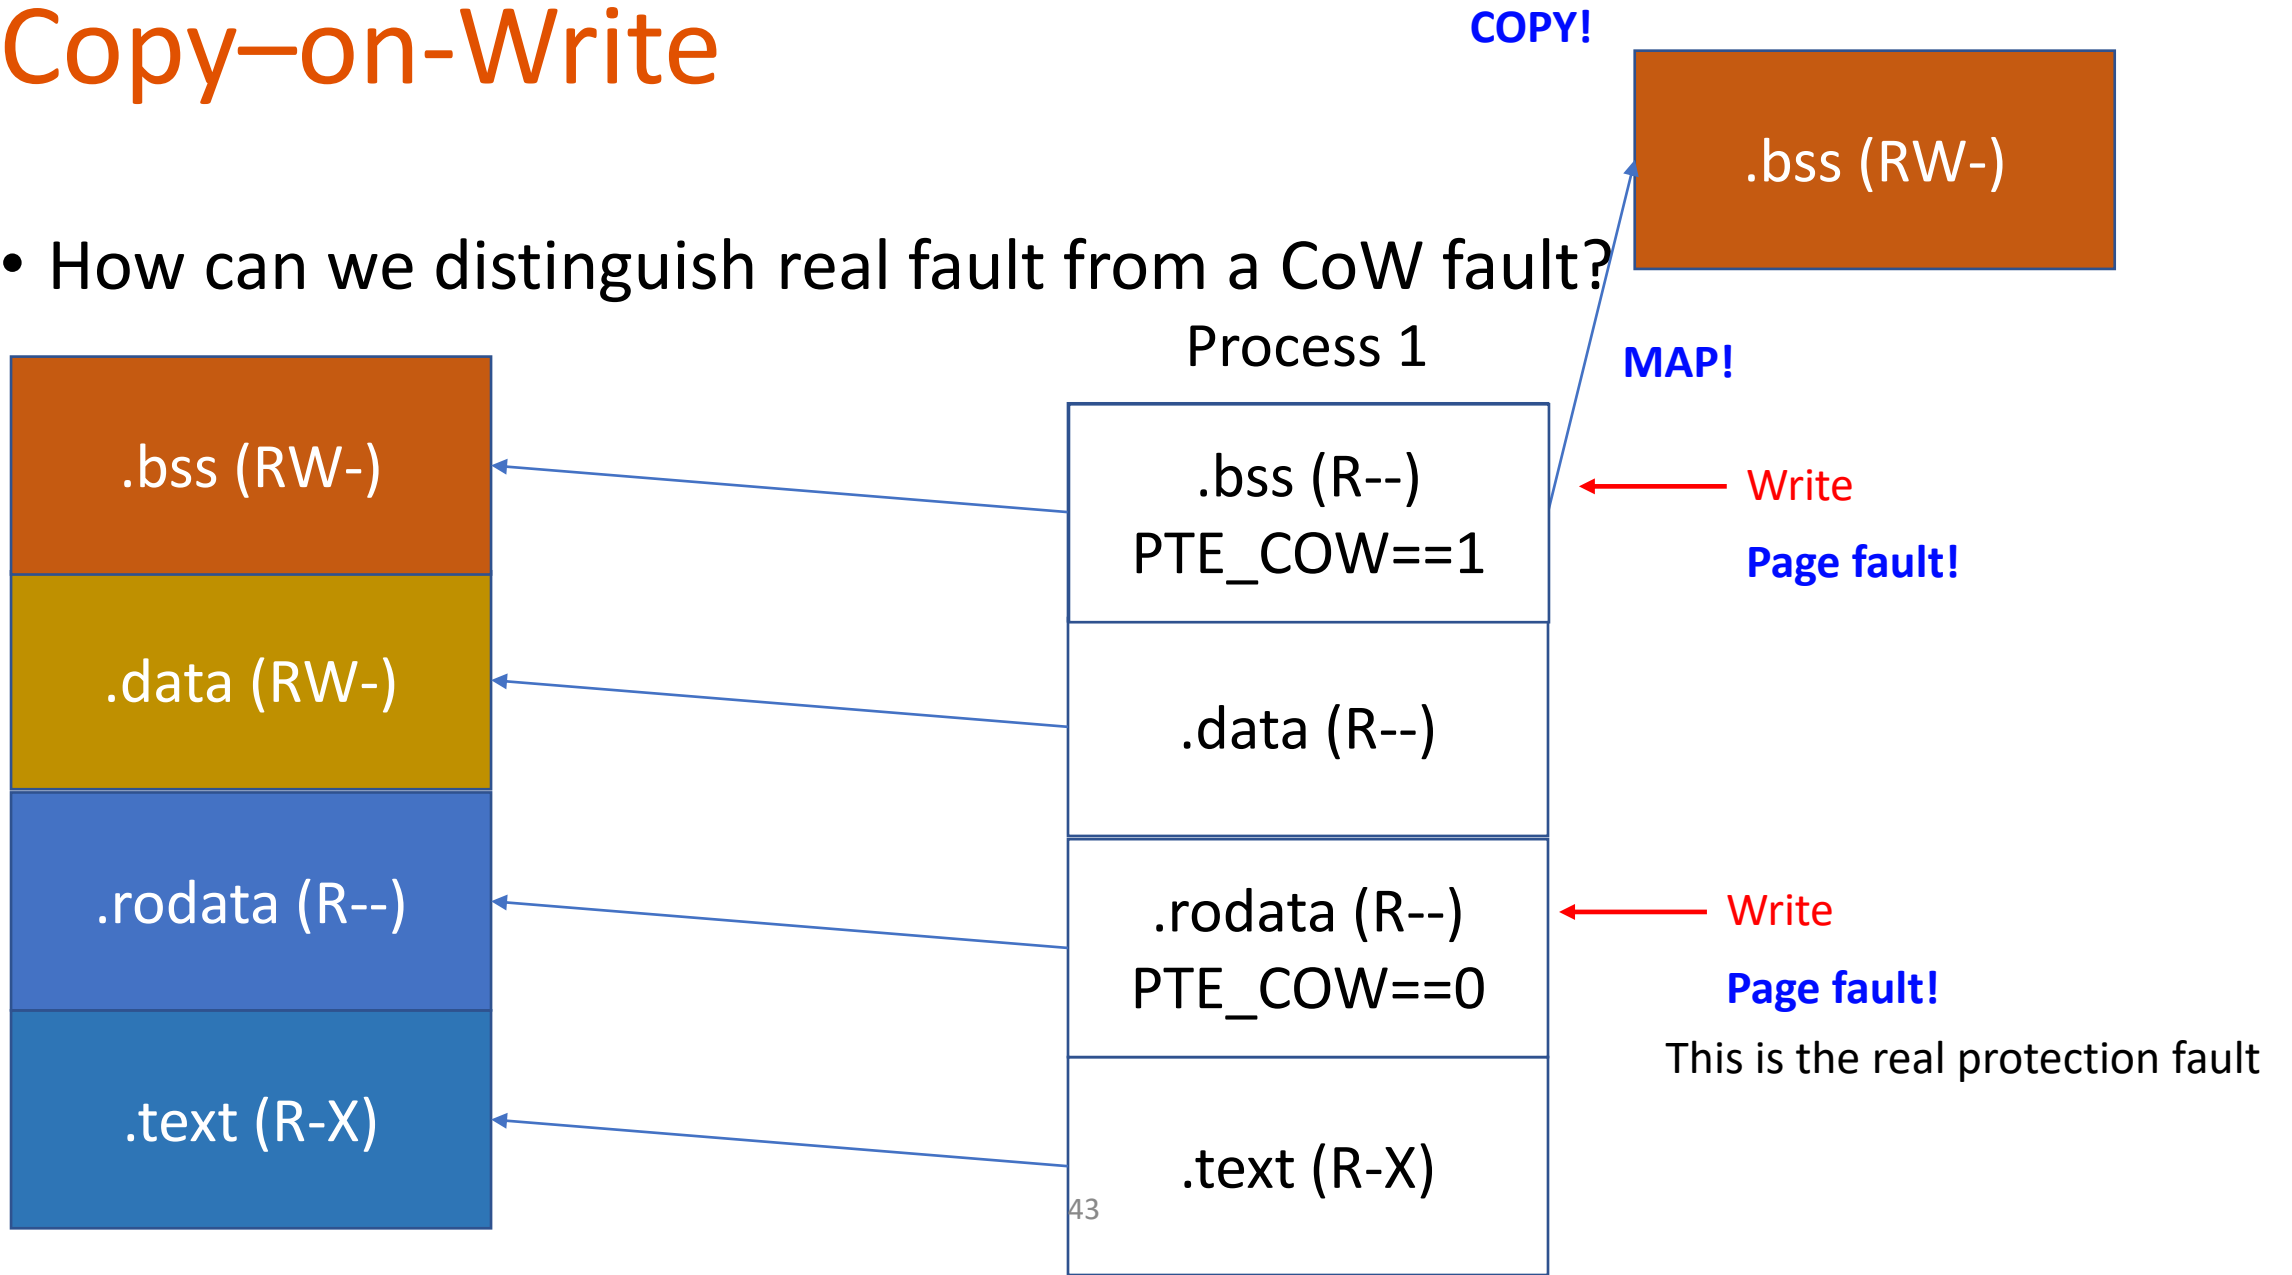 Copy–on-Write
COPY!
.bss (RW-)
• How can we distinguish real fault from a CoW fault?
Process 1
MAP!
.bss (RW-)
.bss (R--)
PTE_COW==1
Write
Page fault!
.data (RW-)
.data (R--)
.rodata (R--)
.rodata (R--)
PTE_COW==0
Write
Page fault!
This is the real protection fault
.text (R-X)
.text (R-X)
43